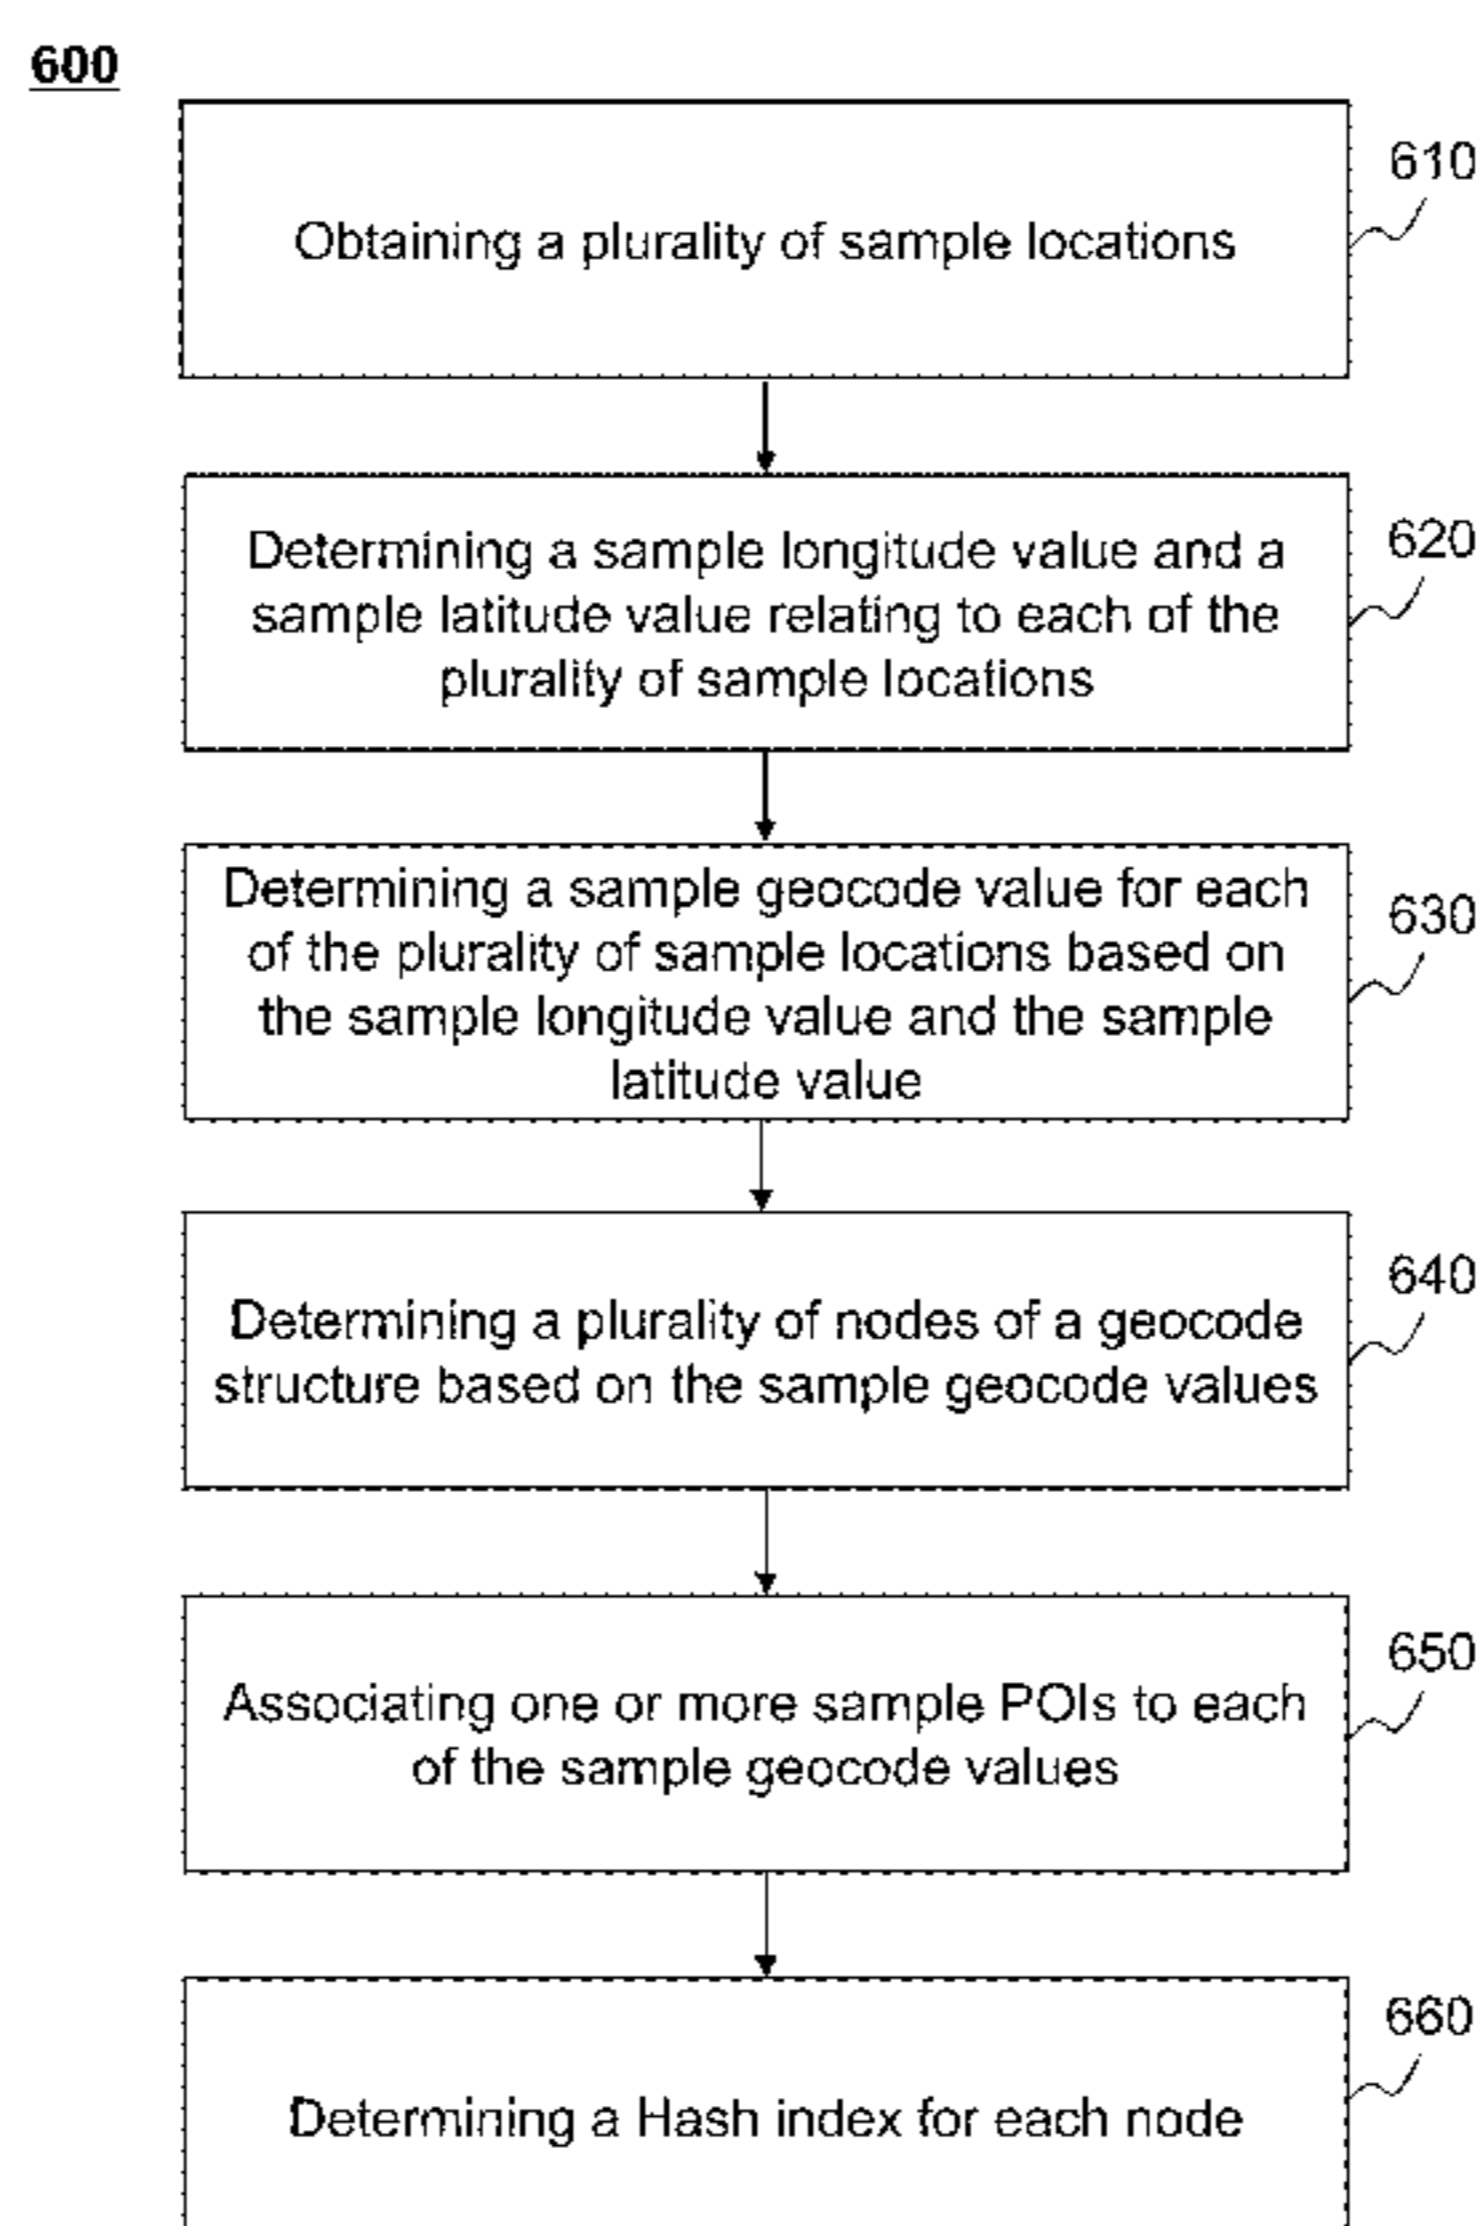 600
Obtaining a plurality of sample locations
610
Determining a sample longitude value and a
sample latitude value relating to each of the
plurality of sample locations
620
Determining a sample geocode value for each
of the plurality of sample locations based on
the sample longitude value and the sample
latitude value
630
Determining a plurality of nodes of a geocode
structure based on the sample geocode values
640
Associating one or more sample POIs to each
of the sample geocode values
650
Determining a Hash index for each node
660